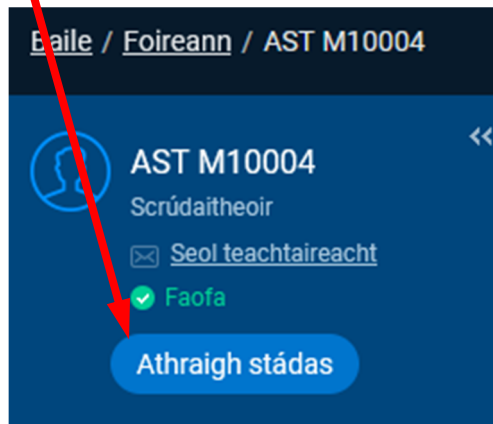 Baile / Foireann / AST M10004
AST M10004
Scrúdaitheoir
Seol teachtaireacht
Faofa
Athraigh stádas